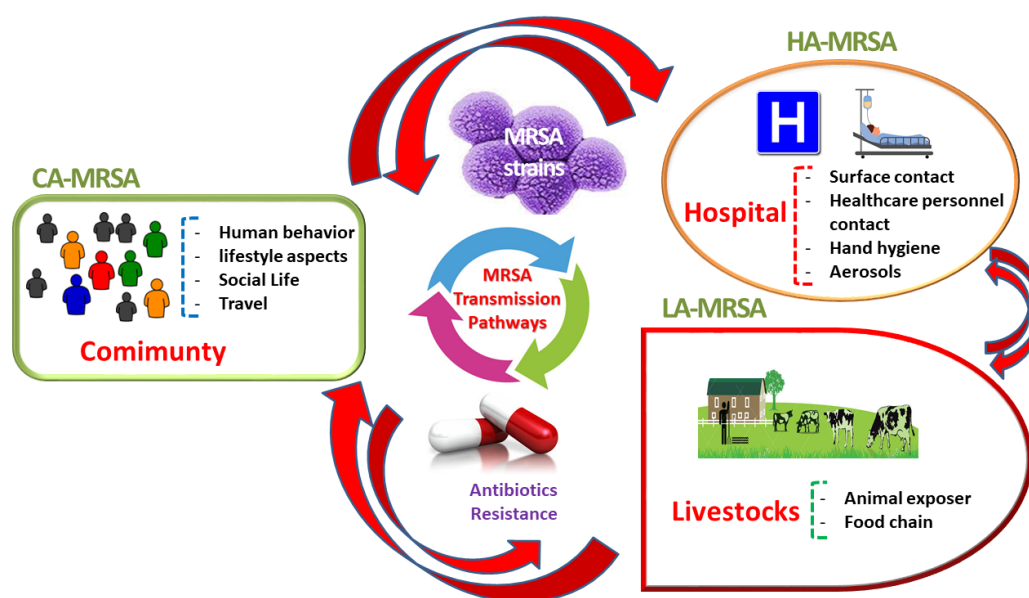 HA-MRSA
H
MRSA
strains
CA-MRSA
- Surface contact
- Healthcare personnel
contact
- Hand hygiene
- Aerosols
Hospital
- Human behavior
- lifestyle aspects
- Social Life
- Travel
Comimunty
MRSA
Transmission
Pathways
LA-MRSA
Antibiotics
Resistance
Livestocks
- Animal exposer
- Food chain